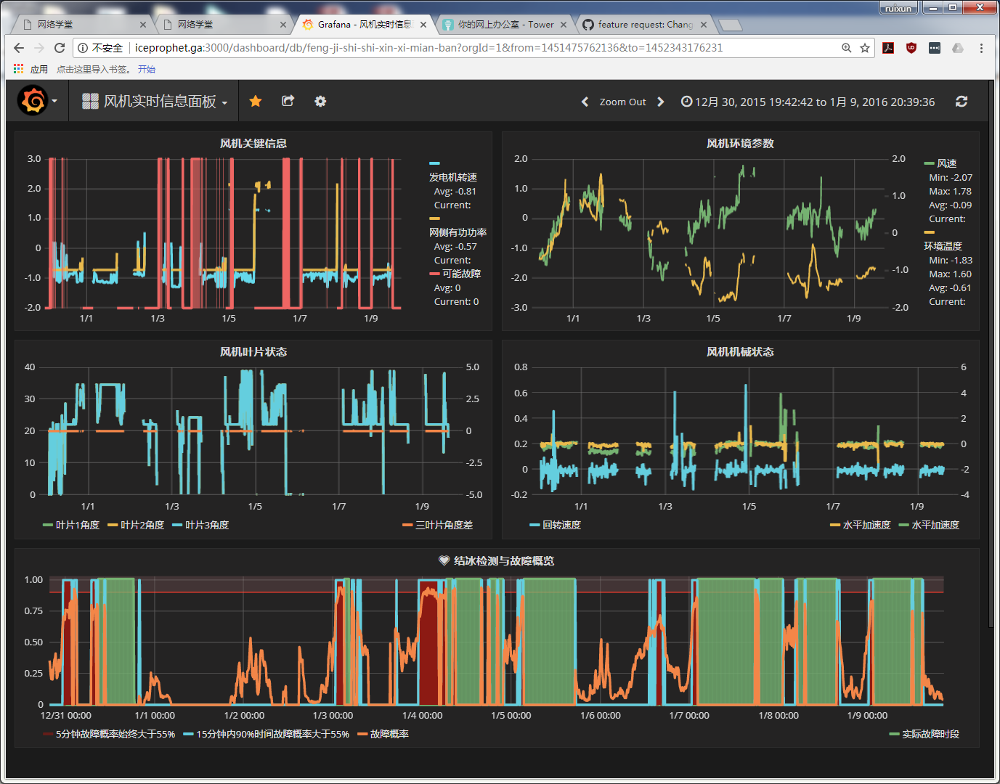 ruixun
网络学堂
网络学堂
Grafana - 风机实时信息
你的网上办公室 - Tower
feature request: Chang
不安全 iceprophet.ga:3000/dashboard/db/feng-ji-shi-shi-xin-xi-mian-ban?orgId=1&from=1451475762136&to=1452343176231
应用 点击这里导入书签。 开始
风机实时信息面板
Zoom Out
12月 30, 2015 19:42:42 to 1月 9, 2016 20:39:36
风机关键信息
3.0
2.0
1.0
0
-1.0
-2.0
1/1 1/3 1/5 1/7 1/9
发电机转速
Avg: -0.81
Current:
网侧有功功率
Avg: -0.57
Current:
可能故障
Avg: 0
Current: 0
风机环境参数
2.0
1.0
0
-1.0
-2.0
-3.0
2.0
1.0
0
-1.0
-2.0
1/1 1/3 1/5 1/7 1/9
风速
Min: -2.07
Max: 1.78
Avg: -0.09
Current:
环境温度
Min: -1.83
Max: 1.60
Avg: -0.61
Current:
风机叶片状态
40
30
20
10
0
5.0
2.5
0
-2.5
-5.0
1/1 1/3 1/5 1/7 1/9
叶片1角度 叶片2角度 叶片3角度 三叶片角度差
风机机械状态
0.8
0.6
0.4
0.2
0
-0.2
6
4
2
0
-2
-4
1/1 1/3 1/5 1/7 1/9
回转速度 水平加速度 水平加速度
结冰检测与故障概览
1.00
0.75
0.50
0.25
0
12/31 00:00 1/1 00:00 1/2 00:00 1/3 00:00 1/4 00:00 1/5 00:00 1/6 00:00 1/7 00:00 1/8 00:00 1/9 00:00
5分钟故障概率始终大于55% 15分钟内90%时间故障概率大于55% 故障概率 实际故障时段